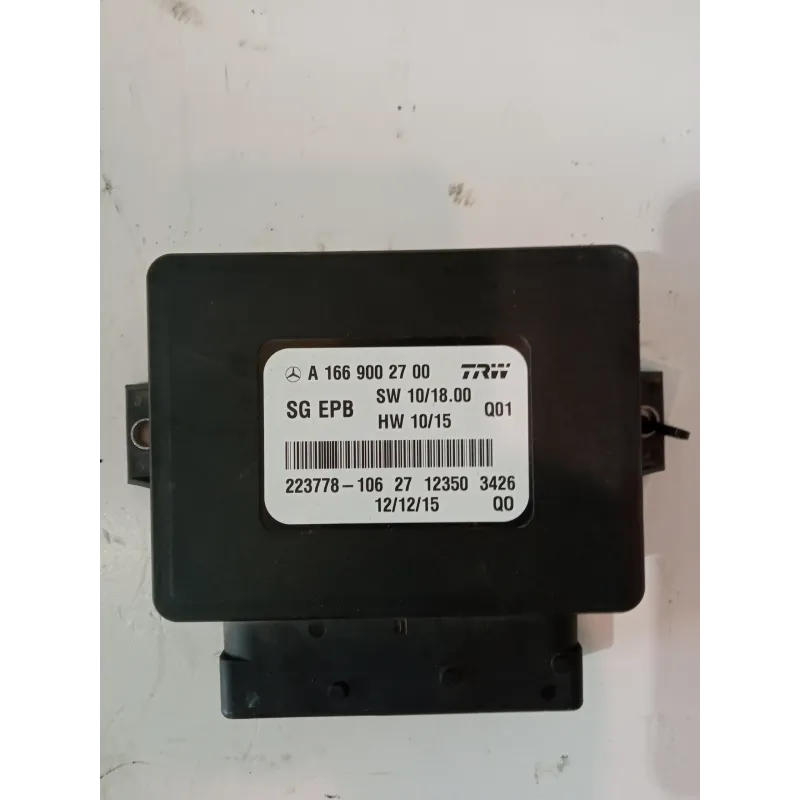 A 166 900 27 00 TRW
SG EPB SW 10/18.00
HW 10/15 Q01
223778-106 27 12350 3426
12/12/15 QO